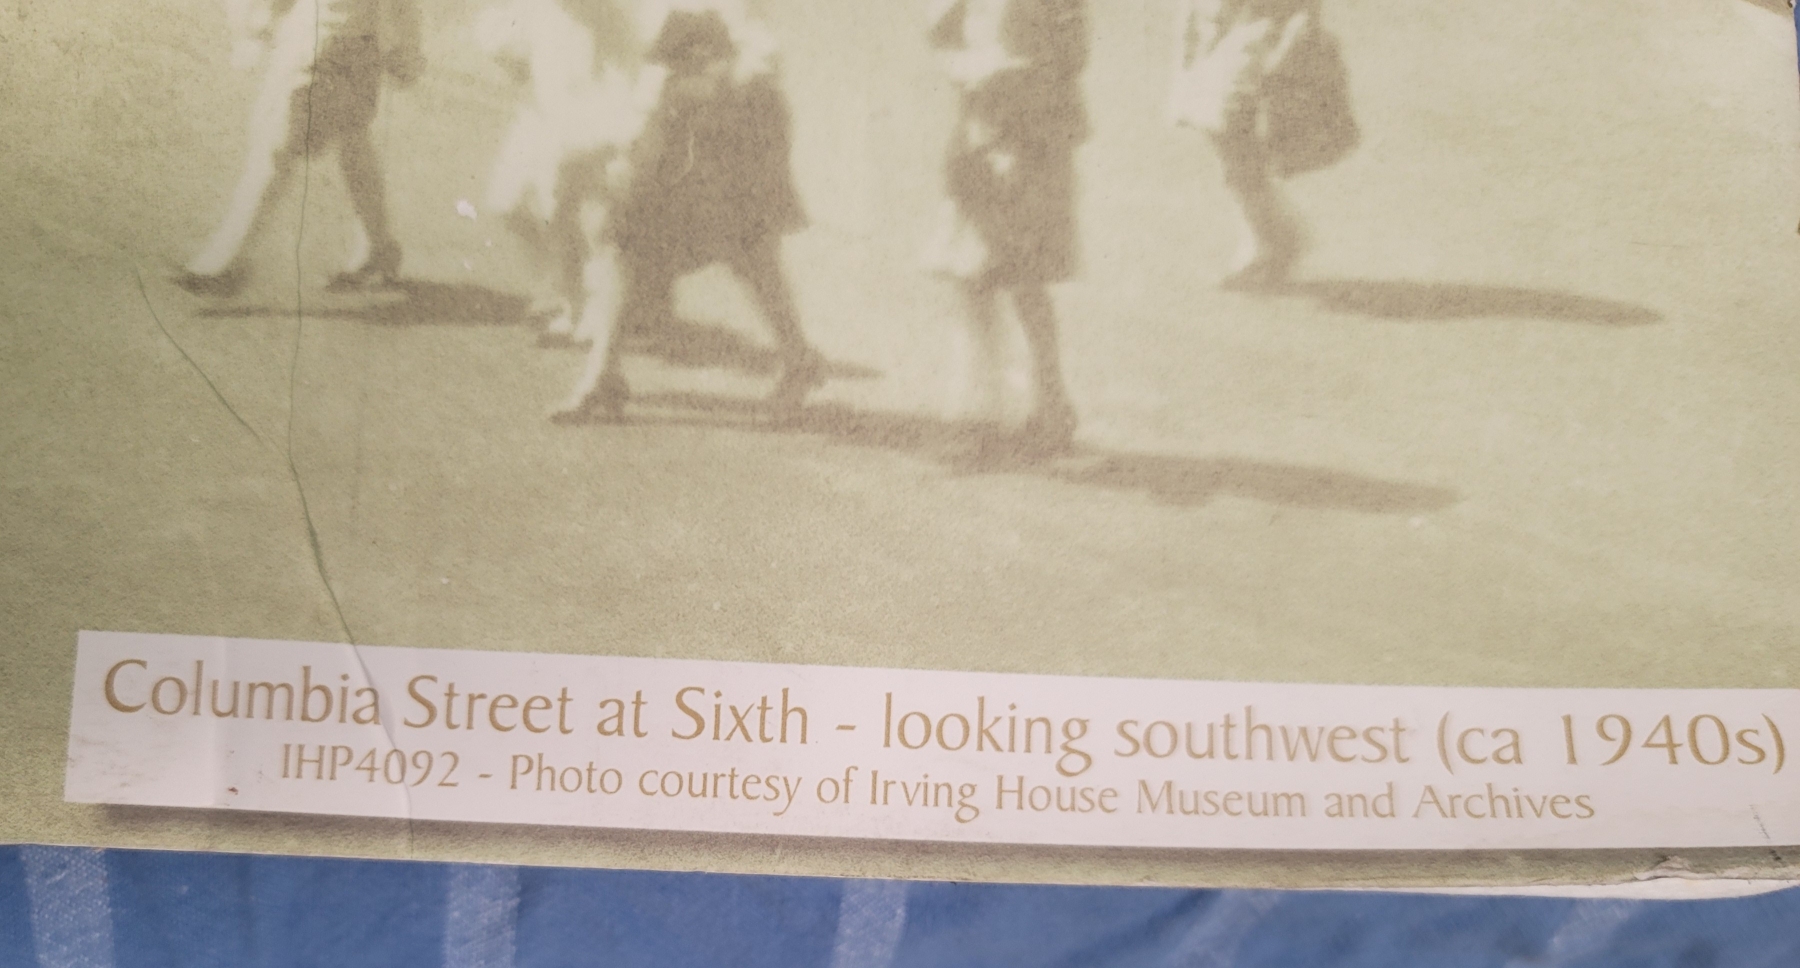 Columbia Street at Sixth - looking southwest (ca 1940s)
IHP4092 - Photo courtesy of Irving House Museum and Archives